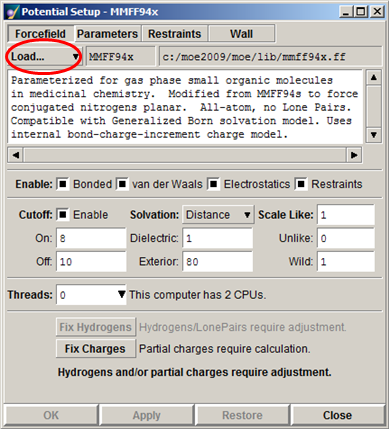 Potential Setup - MMFF94x
Forcefield Parameters Restraints Wall
Load... MMFF94x c:/moe2009/moe/lib/mmff94x.ff
Parameterized for gas phase small organic molecules
in medicinal chemistry. Modified from MMFF94s to force
conjugated nitrogens planar. All-atom, no Lone Pairs.
Compatible with Generalized Born solvation model. Uses
internal bond-charge-increment charge model.
Enable: Bonded van der Waals Electrostatics Restraints
Cutoff: Enable Solvation: Distance Scale Like: 1
On: 8 Dielectric: 1 Unlike: 0
Off: 10 Exterior: 80 Wild: 1
Threads: 0 This computer has 2 CPUs.
Fix Hydrogens Hydrogens/LonePairs require adjustment.
Fix Charges Partial charges require calculation.
Hydrogens and/or partial charges require adjustment.
OK Apply Restore Close